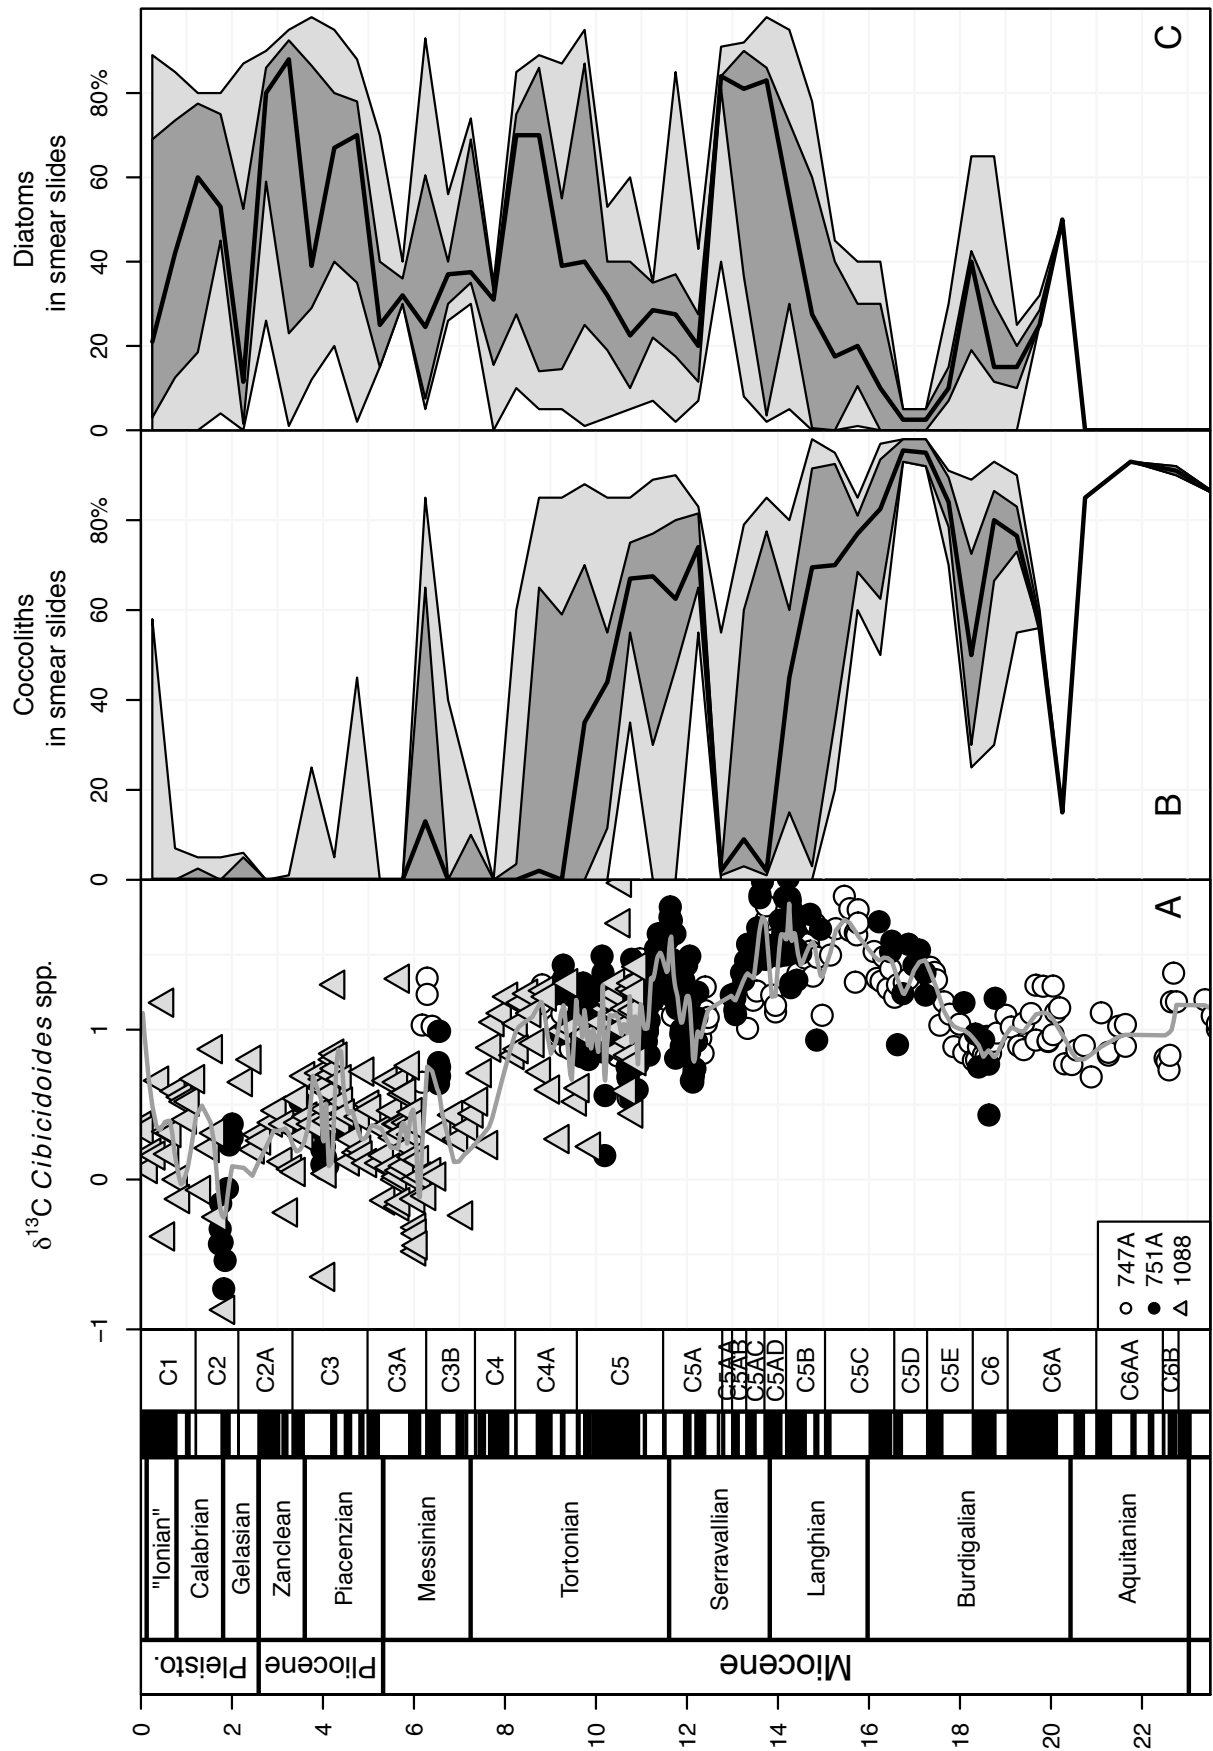 δ¹³C Cibicidoides spp.
Coccoliths
in smear slides
Diatoms
in smear slides
−1 0 1
0 20 40 60 80%
0 20 40 60 80%
0
2
4
6
8
10
12
14
16
18
20
22
Pleisto.
Pliocene
Miocene
"Ionian"
Calabrian
Gelasian
Zanclean
Piacenzian
Messinian
Tortonian
Serravallian
Langhian
Burdigalian
Aquitanian
C1
C2
C2A
C3
C3A
C3B
C4
C4A
C5
C5A
C5AA
C5AB
C5AC
C5AD
C5B
C5C
C5D
C5E
C6
C6A
C6AA
C6B
747A
751A
1088
A
B
C